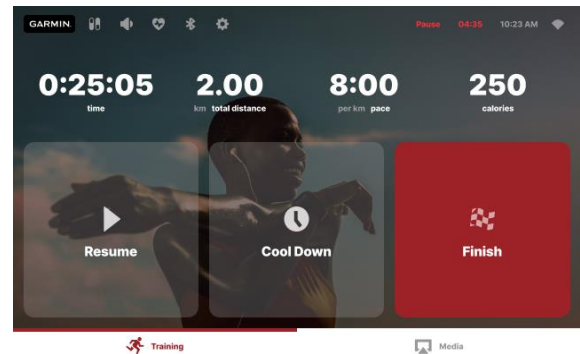 GARMIN Pause 04:35 10:23 AM
0:25:05 2.00 8:00 250
time km total distance per km pace calories
Resume Cool Down Finish
Training Media